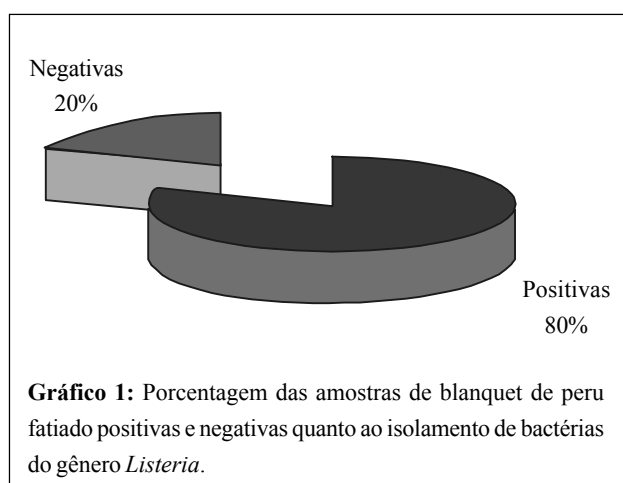 Negativas
20%
Positivas
80%
Gráfico 1: Porcentagem das amostras de blanquet de peru
fatiado positivas e negativas quanto ao isolamento de bactérias
do gênero Listeria.